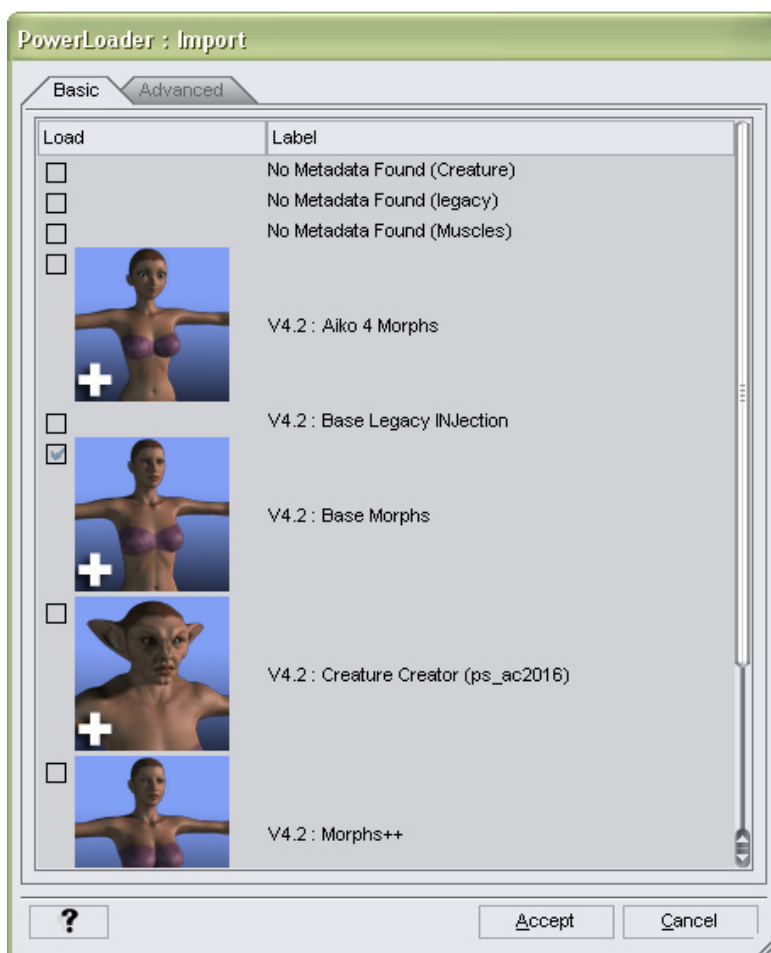 PowerLoader : Import
Basic
Advanced
Load
Label
No Metadata Found (Creature)
No Metadata Found (legacy)
No Metadata Found (Muscles)
V4.2 : Aiko 4 Morphs
V4.2 : Base Legacy INJection
V4.2 : Base Morphs
V4.2 : Creature Creator (ps_ac2016)
V4.2 : Morphs++
?
Accept
Cancel